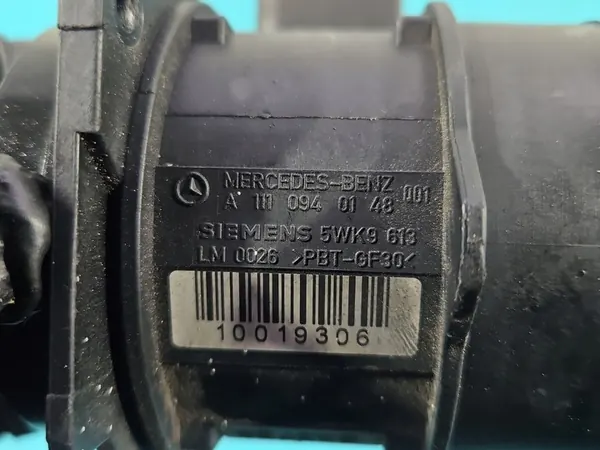 MERCEDES-BENZ
A 111 094 01 48 001
SIEMENS 5WK9 613
LM 0026 >PBT-GF30<
10019306